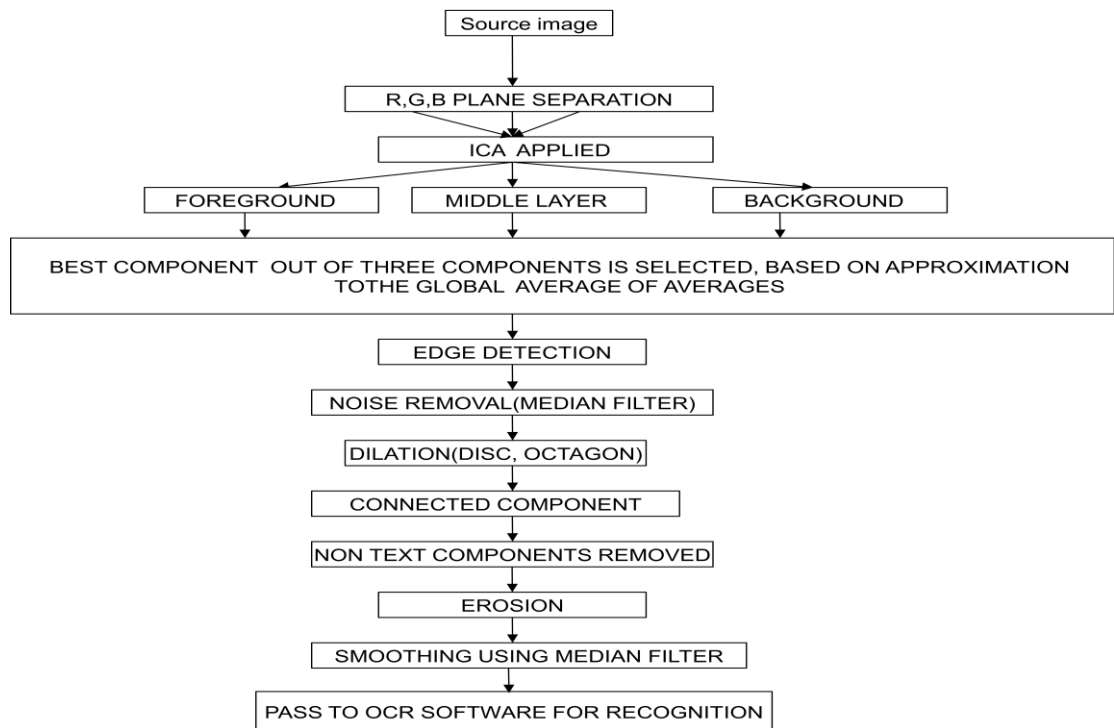 Source image
R,G,B PLANE SEPARATION
ICA APPLIED
FOREGROUND
MIDDLE LAYER
BACKGROUND
BEST COMPONENT OUT OF THREE COMPONENTS IS SELECTED, BASED ON APPROXIMATION
TOTHE GLOBAL AVERAGE OF AVERAGES
EDGE DETECTION
NOISE REMOVAL(MEDIAN FILTER)
DILATION(DISC, OCTAGON)
CONNECTED COMPONENT
NON TEXT COMPONENTS REMOVED
EROSION
SMOOTHING USING MEDIAN FILTER
PASS TO OCR SOFTWARE FOR RECOGNITION